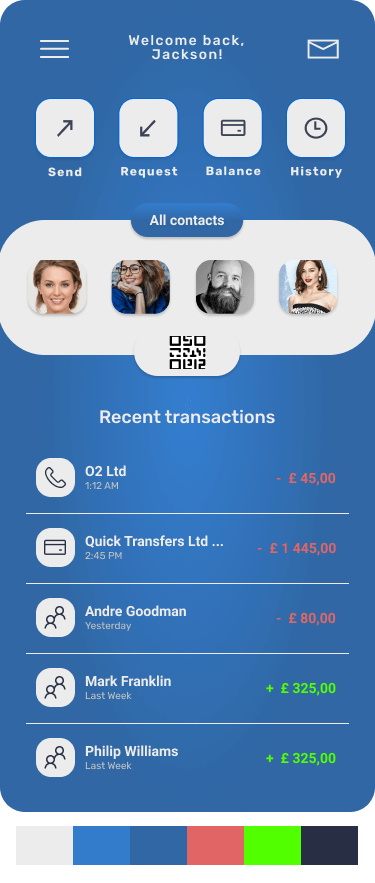 Welcome back,
Jackson!
Send
Request
Balance
History
All contacts
Recent transactions
O2 Ltd
1:12 AM
- £ 45,00
Quick Transfers Ltd ...
2:45 PM
- £ 1 445,00
Andre Goodman
Yesterday
- £ 80,00
Mark Franklin
Last Week
+ £ 325,00
Philip Williams
Last Week
+ £ 325,00